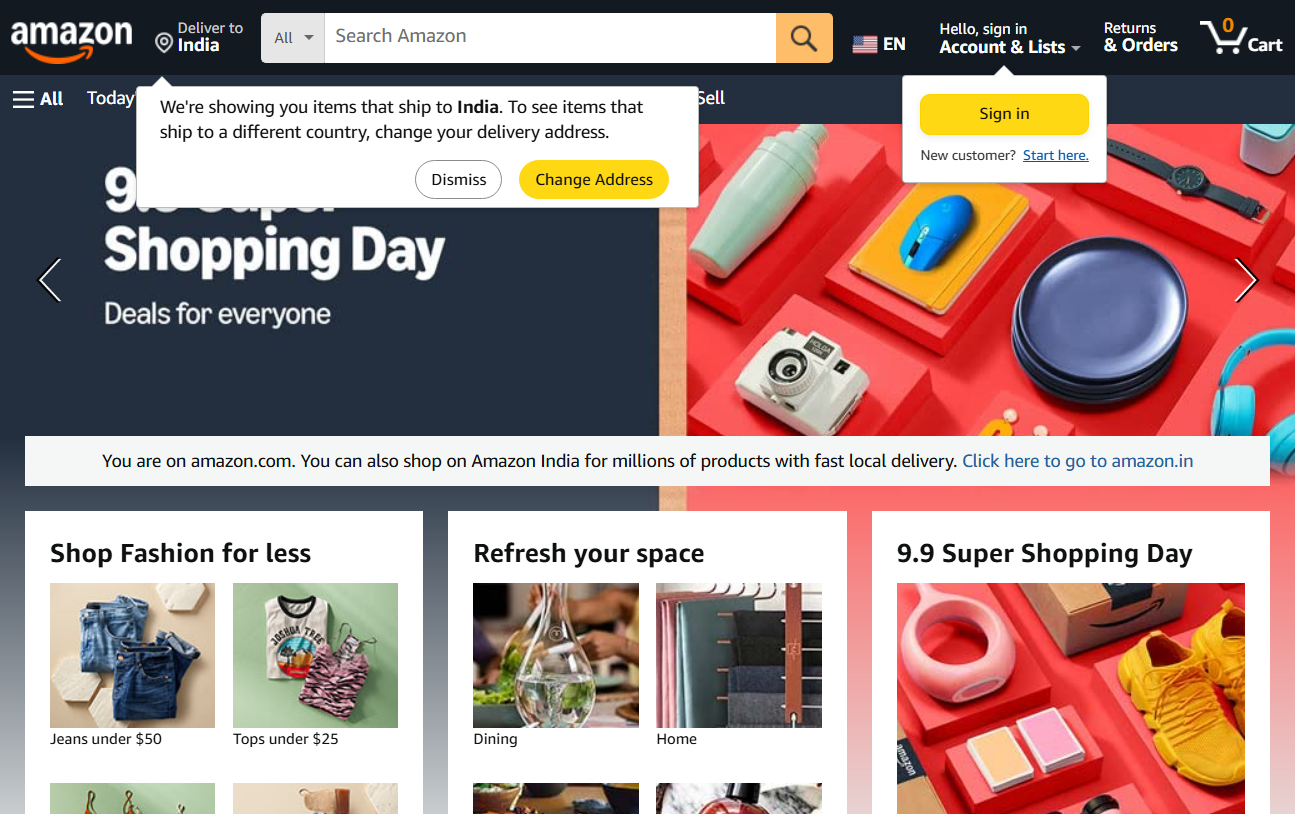 amazon
Deliver to
India
All
Search Amazon
EN
Hello, sign in
Account & Lists
Returns
& Orders
0
Cart
All
Today
Sell
We're showing you items that ship to India. To see items that
ship to a different country, change your delivery address.
Dismiss
Change Address
Sign in
New customer? Start here.
Shopping Day
Deals for everyone
HOLGA
You are on amazon.com. You can also shop on Amazon India for millions of products with fast local delivery. Click here to go to amazon.in
Shop Fashion for less
Refresh your space
9.9 Super Shopping Day
JOSHUA TREE
Jeans under $50
Tops under $25
Dining
Home
amazon